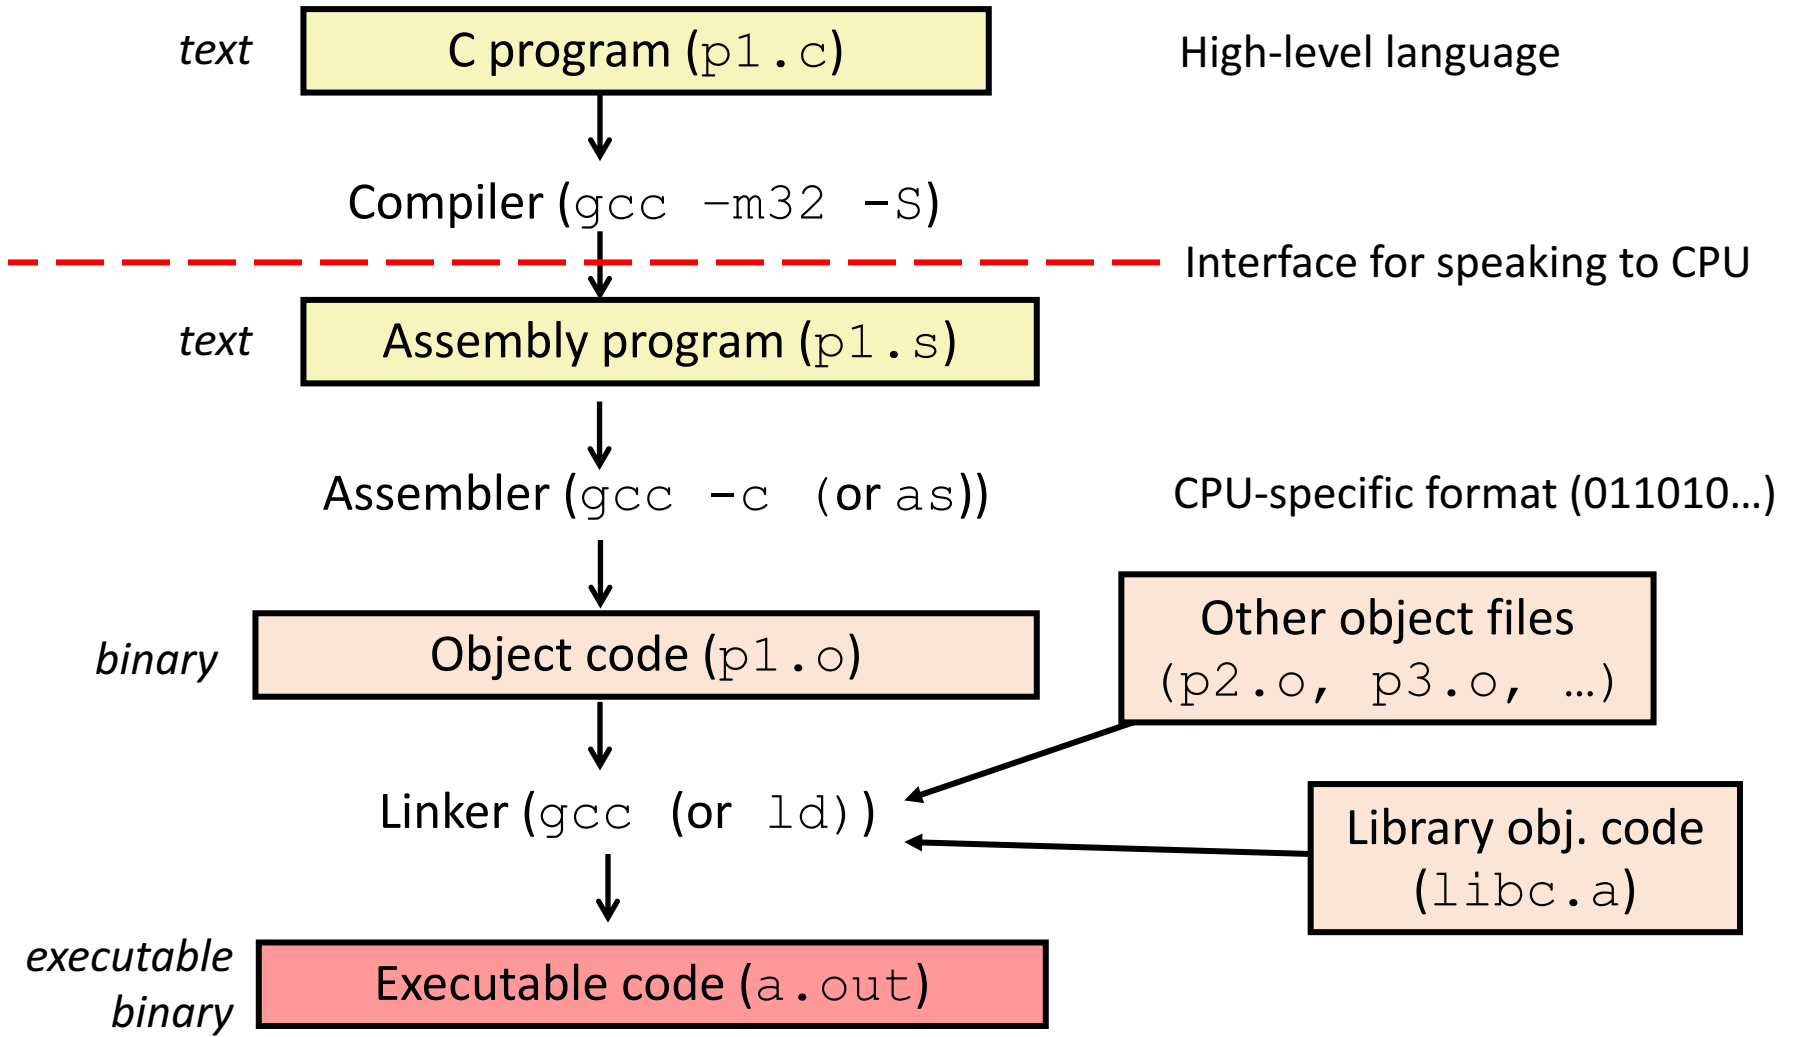 text
C program (p1.c)
High-level language
Compiler (gcc –m32 -S)
Interface for speaking to CPU
text
Assembly program (p1.s)
Assembler (gcc -c (or as))
CPU-specific format (011010…)
binary
Object code (p1.o)
Other object files
(p2.o, p3.o, …)
Linker (gcc (or ld))
Library obj. code
(libc.a)
executable
binary
Executable code (a.out)